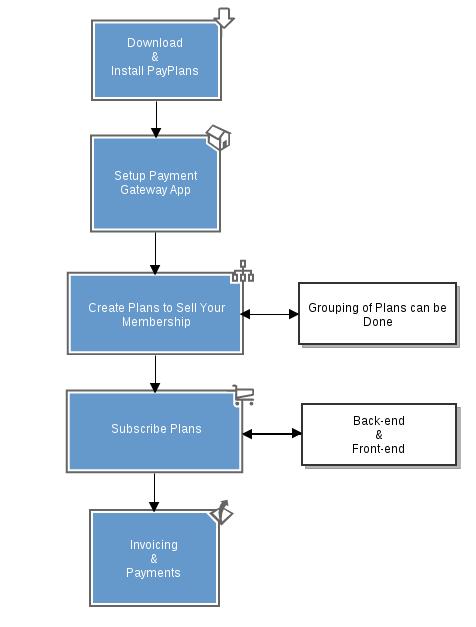 Download
&
Install PayPlans
Setup Payment
Gateway App
Create Plans to Sell Your
Membership
Grouping of Plans can be
Done
Subscribe Plans
Back-end
&
Front-end
Invoicing
&
Payments